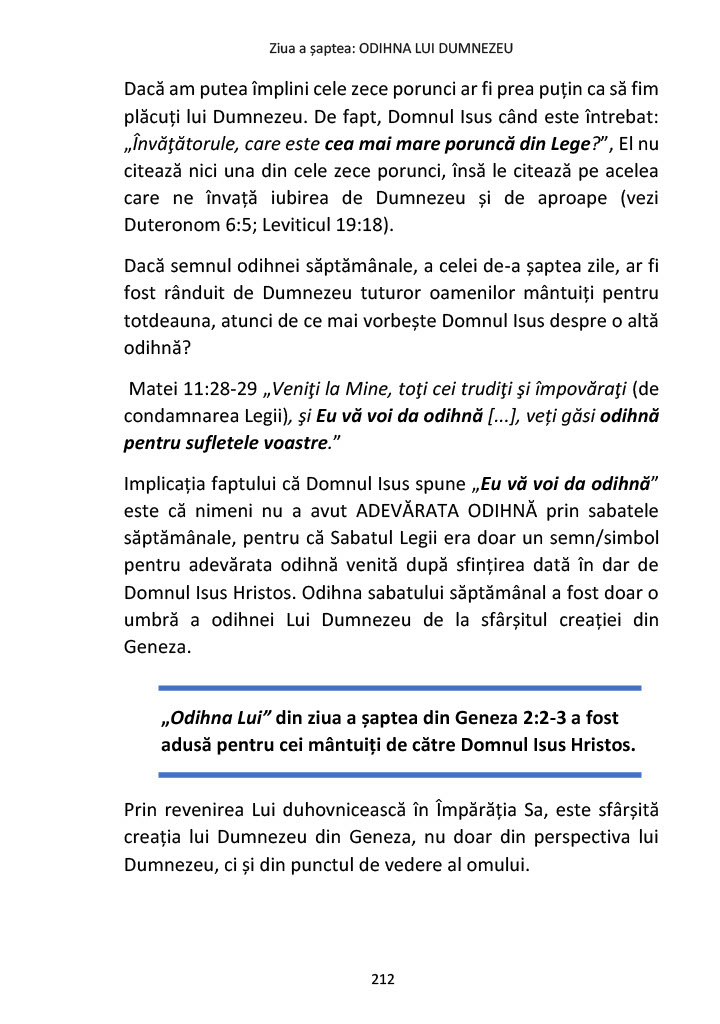 Ziua a șaptea: ODIHNA LUI DUMNEZEU
Dacă am putea împlini cele zece porunci ar fi prea puțin ca să fim
plăcuți lui Dumnezeu. De fapt, Domnul Isus când este întrebat:
„Învăţătorule, care este cea mai mare poruncă din Lege?”, El nu
citează nici una din cele zece porunci, însă le citează pe acelea
care ne învață iubirea de Dumnezeu și de aproape (vezi
Duteronom 6:5; Leviticul 19:18).
Dacă semnul odihnei săptămânale, a celei de-a șaptea zile, ar fi
fost rânduit de Dumnezeu tuturor oamenilor mântuiți pentru
totdeauna, atunci de ce mai vorbește Domnul Isus despre o altă
odihnă?
Matei 11:28-29 „Veniţi la Mine, toţi cei trudiţi şi împovăraţi (de
condamnarea Legii), şi Eu vă voi da odihnă [...], veți găsi odihnă
pentru sufletele voastre.”
Implicația faptului că Domnul Isus spune „Eu vă voi da odihnă”
este că nimeni nu a avut ADEVĂRATA ODIHNĂ prin sabatele
săptămânale, pentru că Sabatul Legii era doar un semn/simbol
pentru adevărata odihnă venită după sfințirea dată în dar de
Domnul Isus Hristos. Odihna sabatului săptămânal a fost doar o
umbră a odihnei Lui Dumnezeu de la sfârșitul creației din
Geneza.
„Odihna Lui” din ziua a șaptea din Geneza 2:2-3 a fost
adusă pentru cei mântuiți de către Domnul Isus Hristos.
Prin revenirea Lui duhovnicească în Împărăția Sa, este sfârșită
creația lui Dumnezeu din Geneza, nu doar din perspectiva lui
Dumnezeu, ci și din punctul de vedere al omului.
212